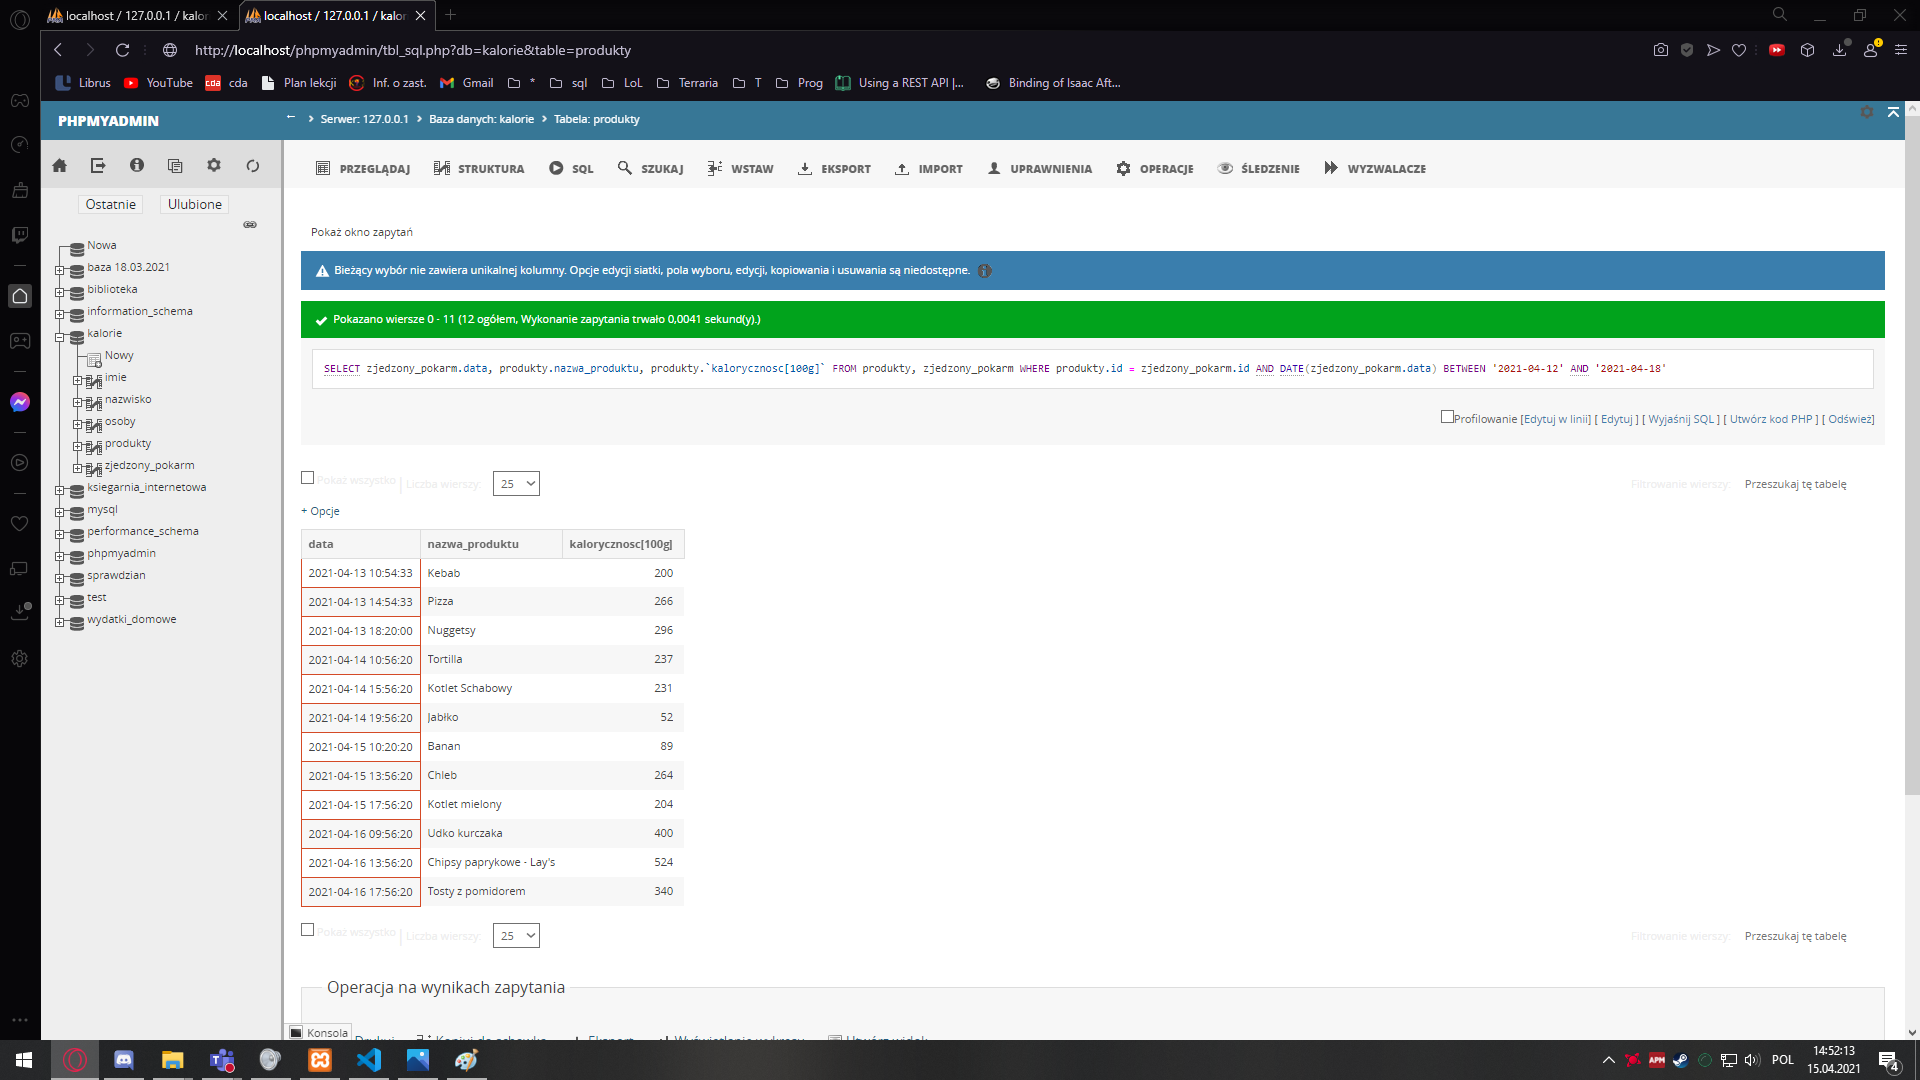 localhost / 127.0.0.1 / kalor
localhost / 127.0.0.1 / kalor
http://localhost/phpmyadmin/tbl_sql.php?db=kalorie&table=produkty
Librus YouTube cda Plan lekcji Inf. o zast. Gmail * sql LoL Terraria T Prog Using a REST API |... Binding of Isaac Aft...
PHPMYADMIN
Serwer: 127.0.0.1 Baza danych: kalorie Tabela: produkty
PRZEGLĄDAJ STRUKTURA SQL SZUKAJ WSTAW EKSPORT IMPORT UPRAWNIENIA OPERACJE ŚLEDZENIE WYZWALACZE
Ostatnie Ulubione
Nowa
baza 18.03.2021
biblioteka
information_schema
kalorie
Nowy
imie
nazwisko
osoby
produkty
zjedzony_pokarm
ksiegarnia_internetowa
mysql
performance_schema
phpmyadmin
sprawdzian
test
wydatki_domowe
Pokaż okno zapytań
Bieżący wybór nie zawiera unikalnej kolumny. Opcje edycji siatki, pola wyboru, edycji, kopiowania i usuwania są niedostępne.
Pokazano wiersze 0 - 11 (12 ogółem, Wykonanie zapytania trwało 0,0041 sekund(y).)
SELECT zjedzony_pokarm.data, produkty.nazwa_produktu, produkty.`kalorycznosc[100g]` FROM produkty, zjedzony_pokarm WHERE produkty.id = zjedzony_pokarm.id AND DATE(zjedzony_pokarm.data) BETWEEN '2021-04-12' AND '2021-04-18'
Profilowanie [Edytuj w linii] [ Edytuj ] [ Wyjaśnij SQL ] [ Utwórz kod PHP ] [ Odśwież]
Pokaż wszystko | Liczba wierszy: 25 Filtrowanie wierszy: Przeszukaj tę tabelę
+ Opcje
data nazwa_produktu kalorycznosc[100g]
2021-04-13 10:54:33 Kebab 200
2021-04-13 14:54:33 Pizza 266
2021-04-13 18:20:00 Nuggetsy 296
2021-04-14 10:56:20 Tortilla 237
2021-04-14 15:56:20 Kotlet Schabowy 231
2021-04-14 19:56:20 Jabłko 52
2021-04-15 10:20:20 Banan 89
2021-04-15 13:56:20 Chleb 264
2021-04-15 17:56:20 Kotlet mielony 204
2021-04-16 09:56:20 Udko kurczaka 400
2021-04-16 13:56:20 Chipsy paprykowe - Lay's 524
2021-04-16 17:56:20 Tosty z pomidorem 340
Pokaż wszystko | Liczba wierszy: 25 Filtrowanie wierszy: Przeszukaj tę tabelę
Operacja na wynikach zapytania
Konsola
Drukuj Kopiuj do schowka Eksport Wyświetlenie wykresu Utwórz widok
APM POL 14:52:13
15.04.2021
4